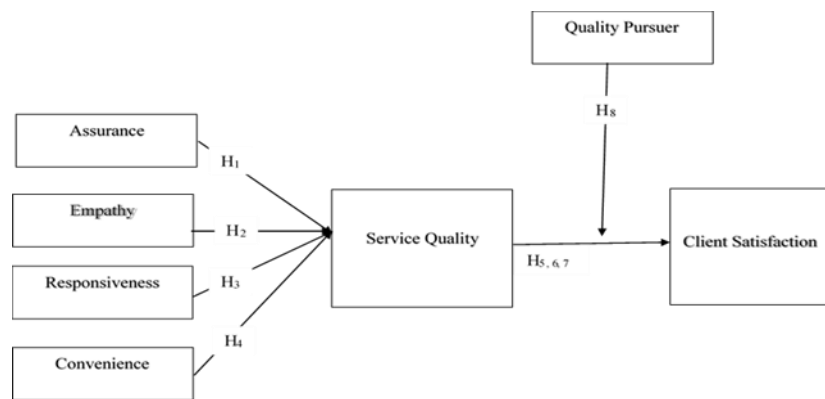 Quality Pursuer
H8
Assurance
H1
Empathy
H2
Service Quality
Client Satisfaction
H5, 6, 7
Responsiveness
H3
H4
Convenience